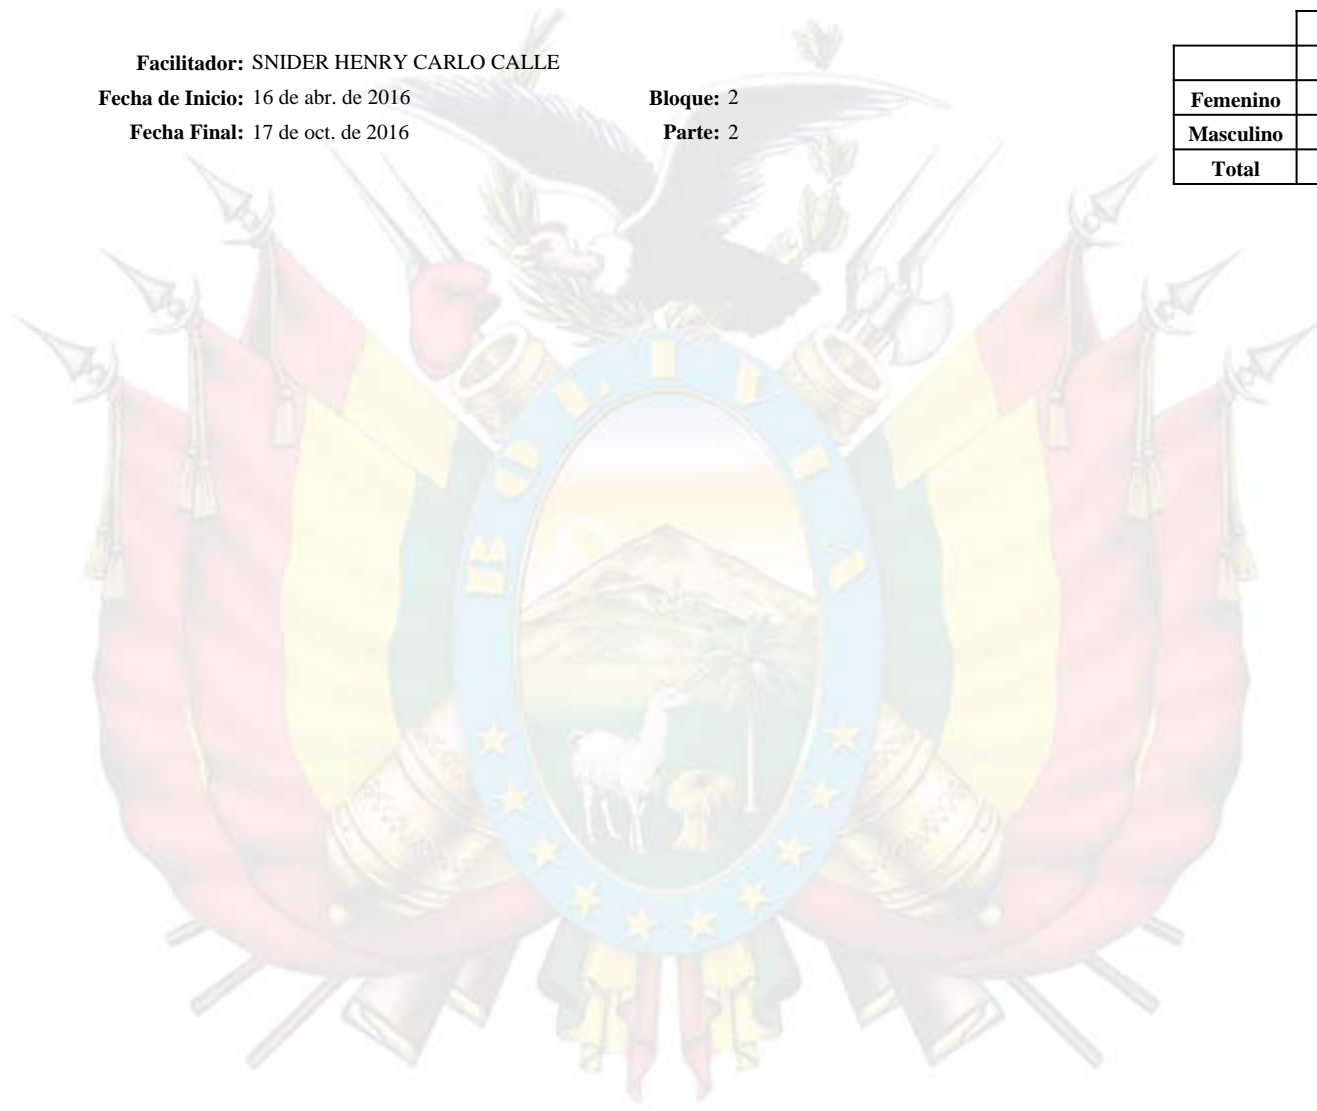 Facilitador: SNIDER HENRY CARLO CALLE
Fecha de Inicio: 16 de abr. de 2016 Bloque: 2
Fecha Final: 17 de oct. de 2016 Parte: 2
Femenino
Masculino
Total
BOLIVIA